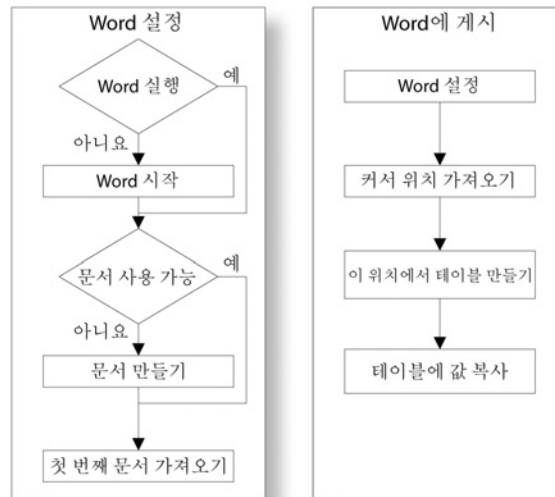 Word 설정
Word 실행
예
아니요
Word 시작
문서 사용 가능
예
아니요
문서 만들기
첫 번째 문서 가져오기
Word에 게시
Word 설정
커서 위치 가져오기
이 위치에서 테이블 만들기
테이블에 값 복사